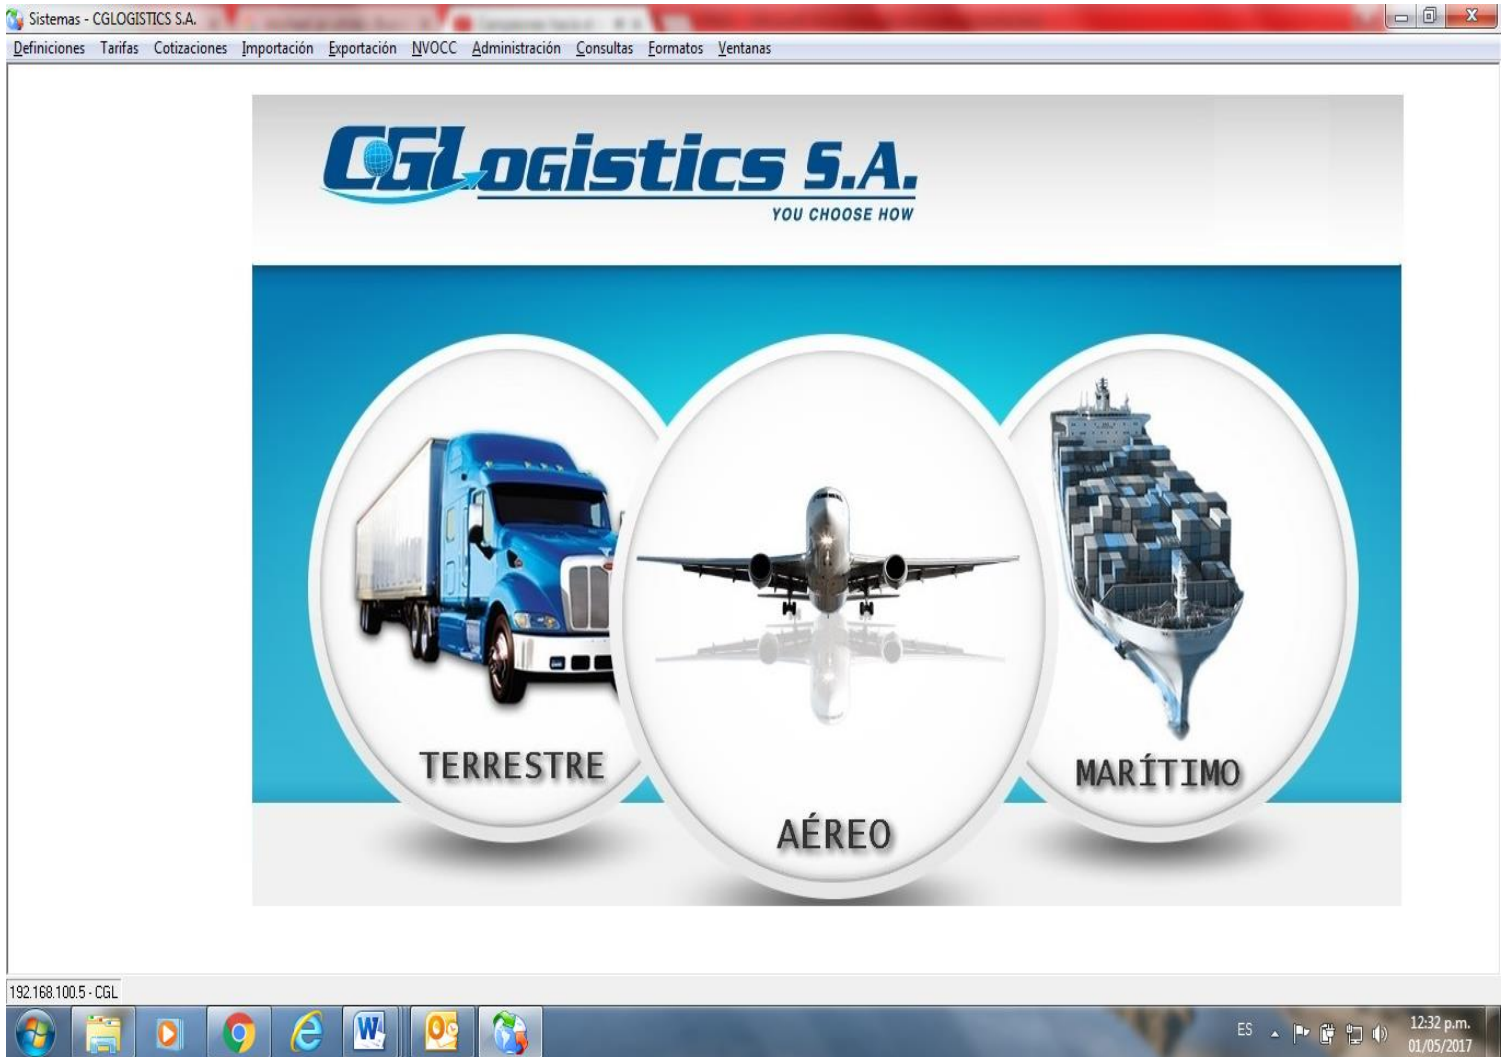 Sistemas - CGLOGISTICS S.A.
Definiciones Tarifas Cotizaciones Importación Exportación NVOCC Administración Consultas Formatos Ventanas
CGLogistics S.A.
YOU CHOOSE HOW
TERRESTRE
AÉREO
MARÍTIMO
192.168.100.5 - CGL
ES
12:32 p.m.
01/05/2017